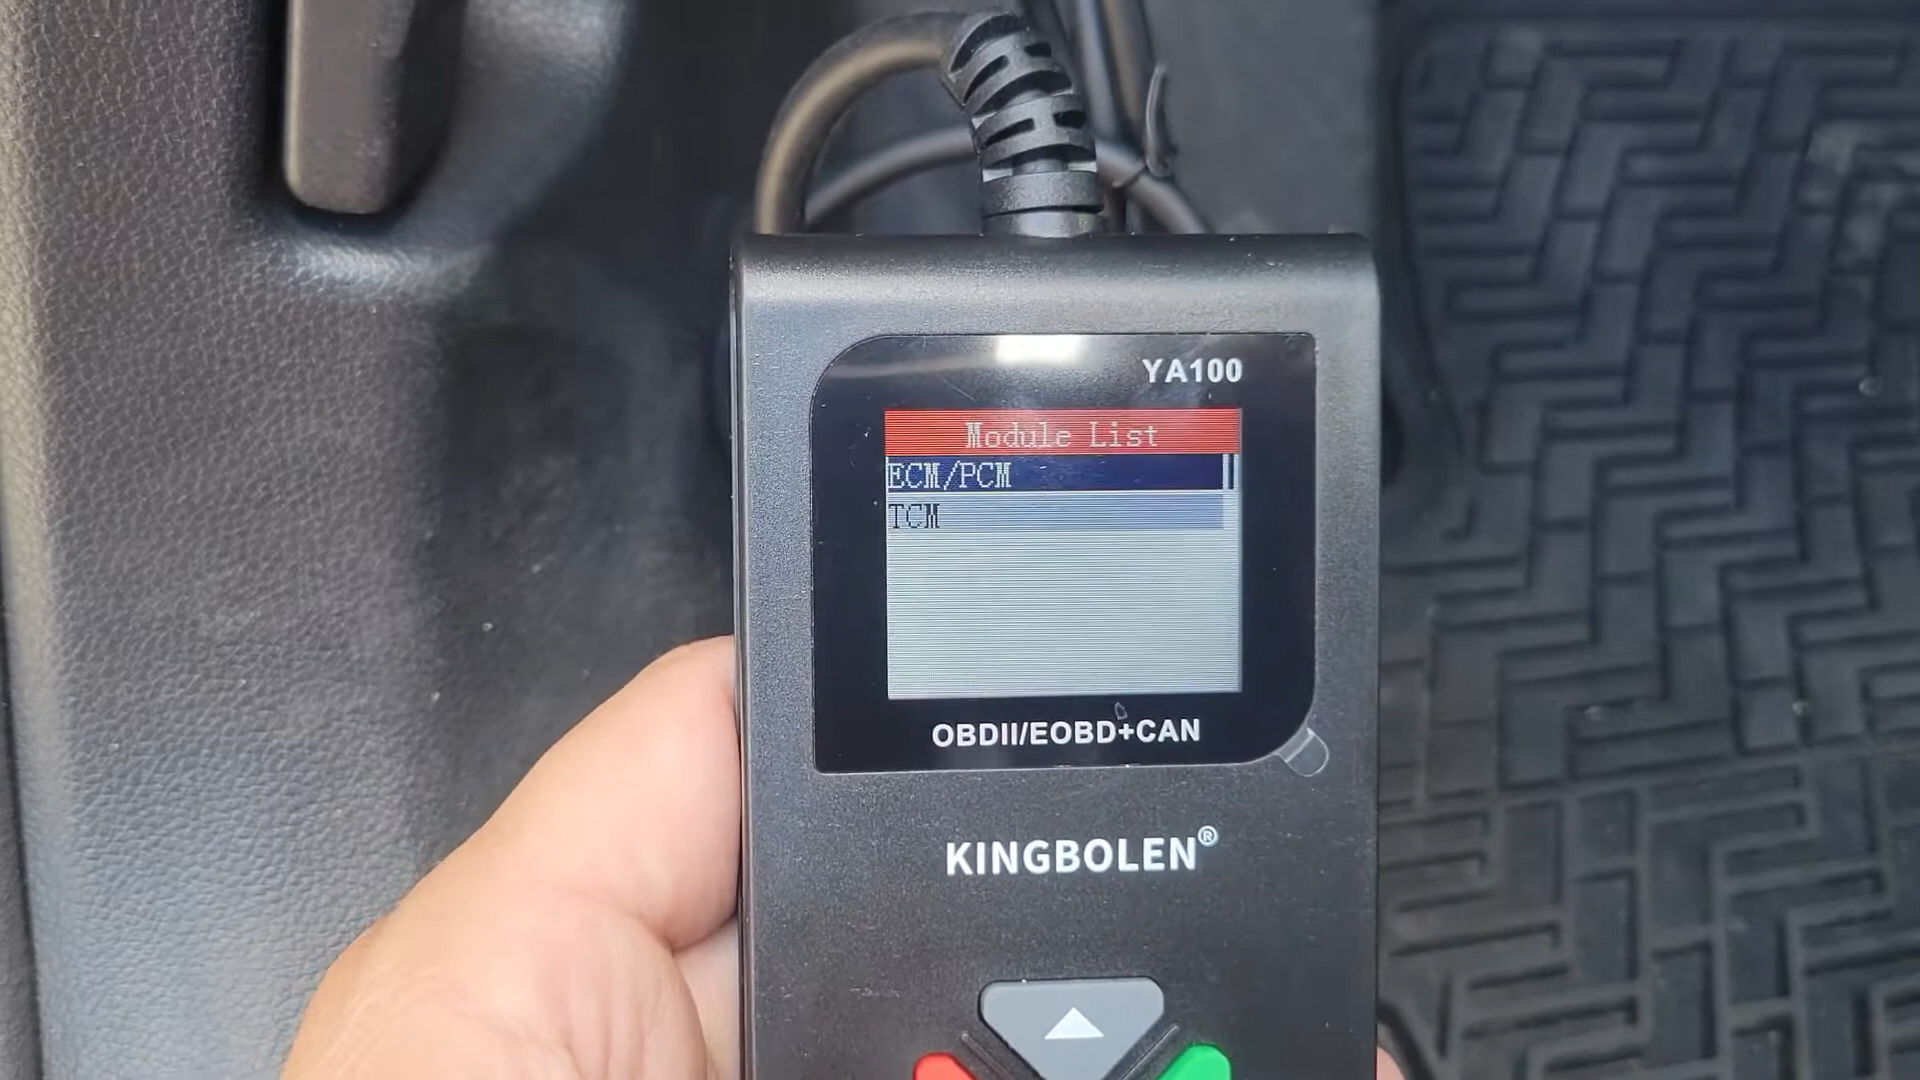 YA100
Module List
ECM/PCM
TCM
OBDII/EOBD+CAN
KINGBOLEN®